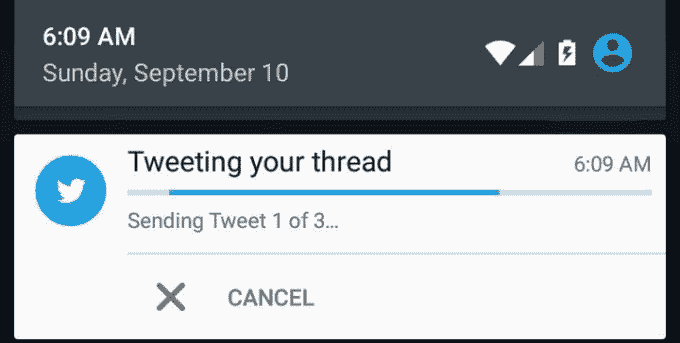 6:09 AM
Sunday, September 10
Tweeting your thread 6:09 AM
Sending Tweet 1 of 3…
CANCEL